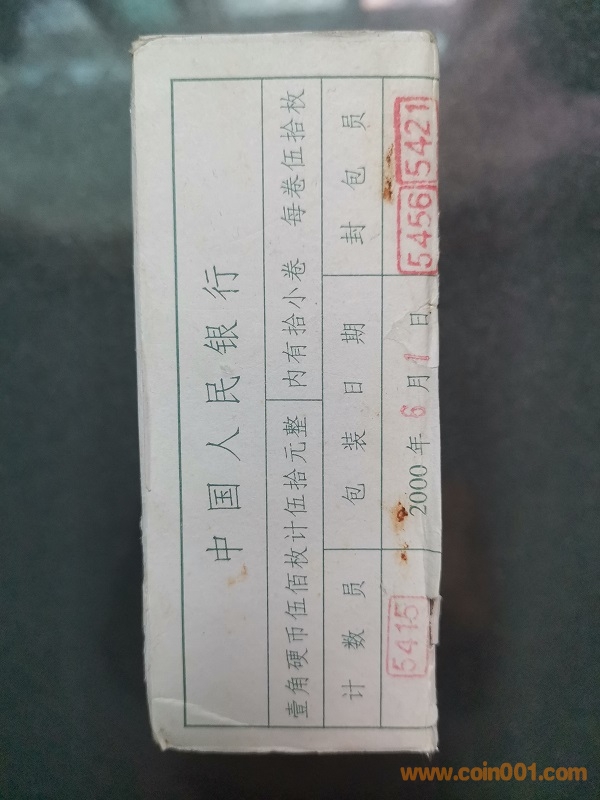 中国人民银行
壹角硬币伍佰枚计伍拾元整 内有拾小卷 每卷伍拾枚
计数员 包装日期 封包员
5415 2000年6月1日 5456 5421
www.coin001.com